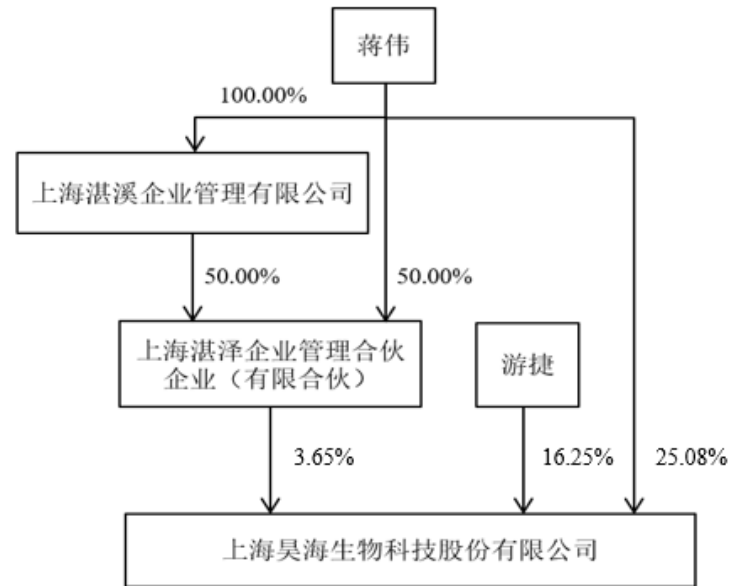 蒋伟
100.00%
上海湛溪企业管理有限公司
50.00%
50.00%
上海湛泽企业管理合伙
企业（有限合伙）
游捷
3.65%
16.25%
25.08%
上海昊海生物科技股份有限公司